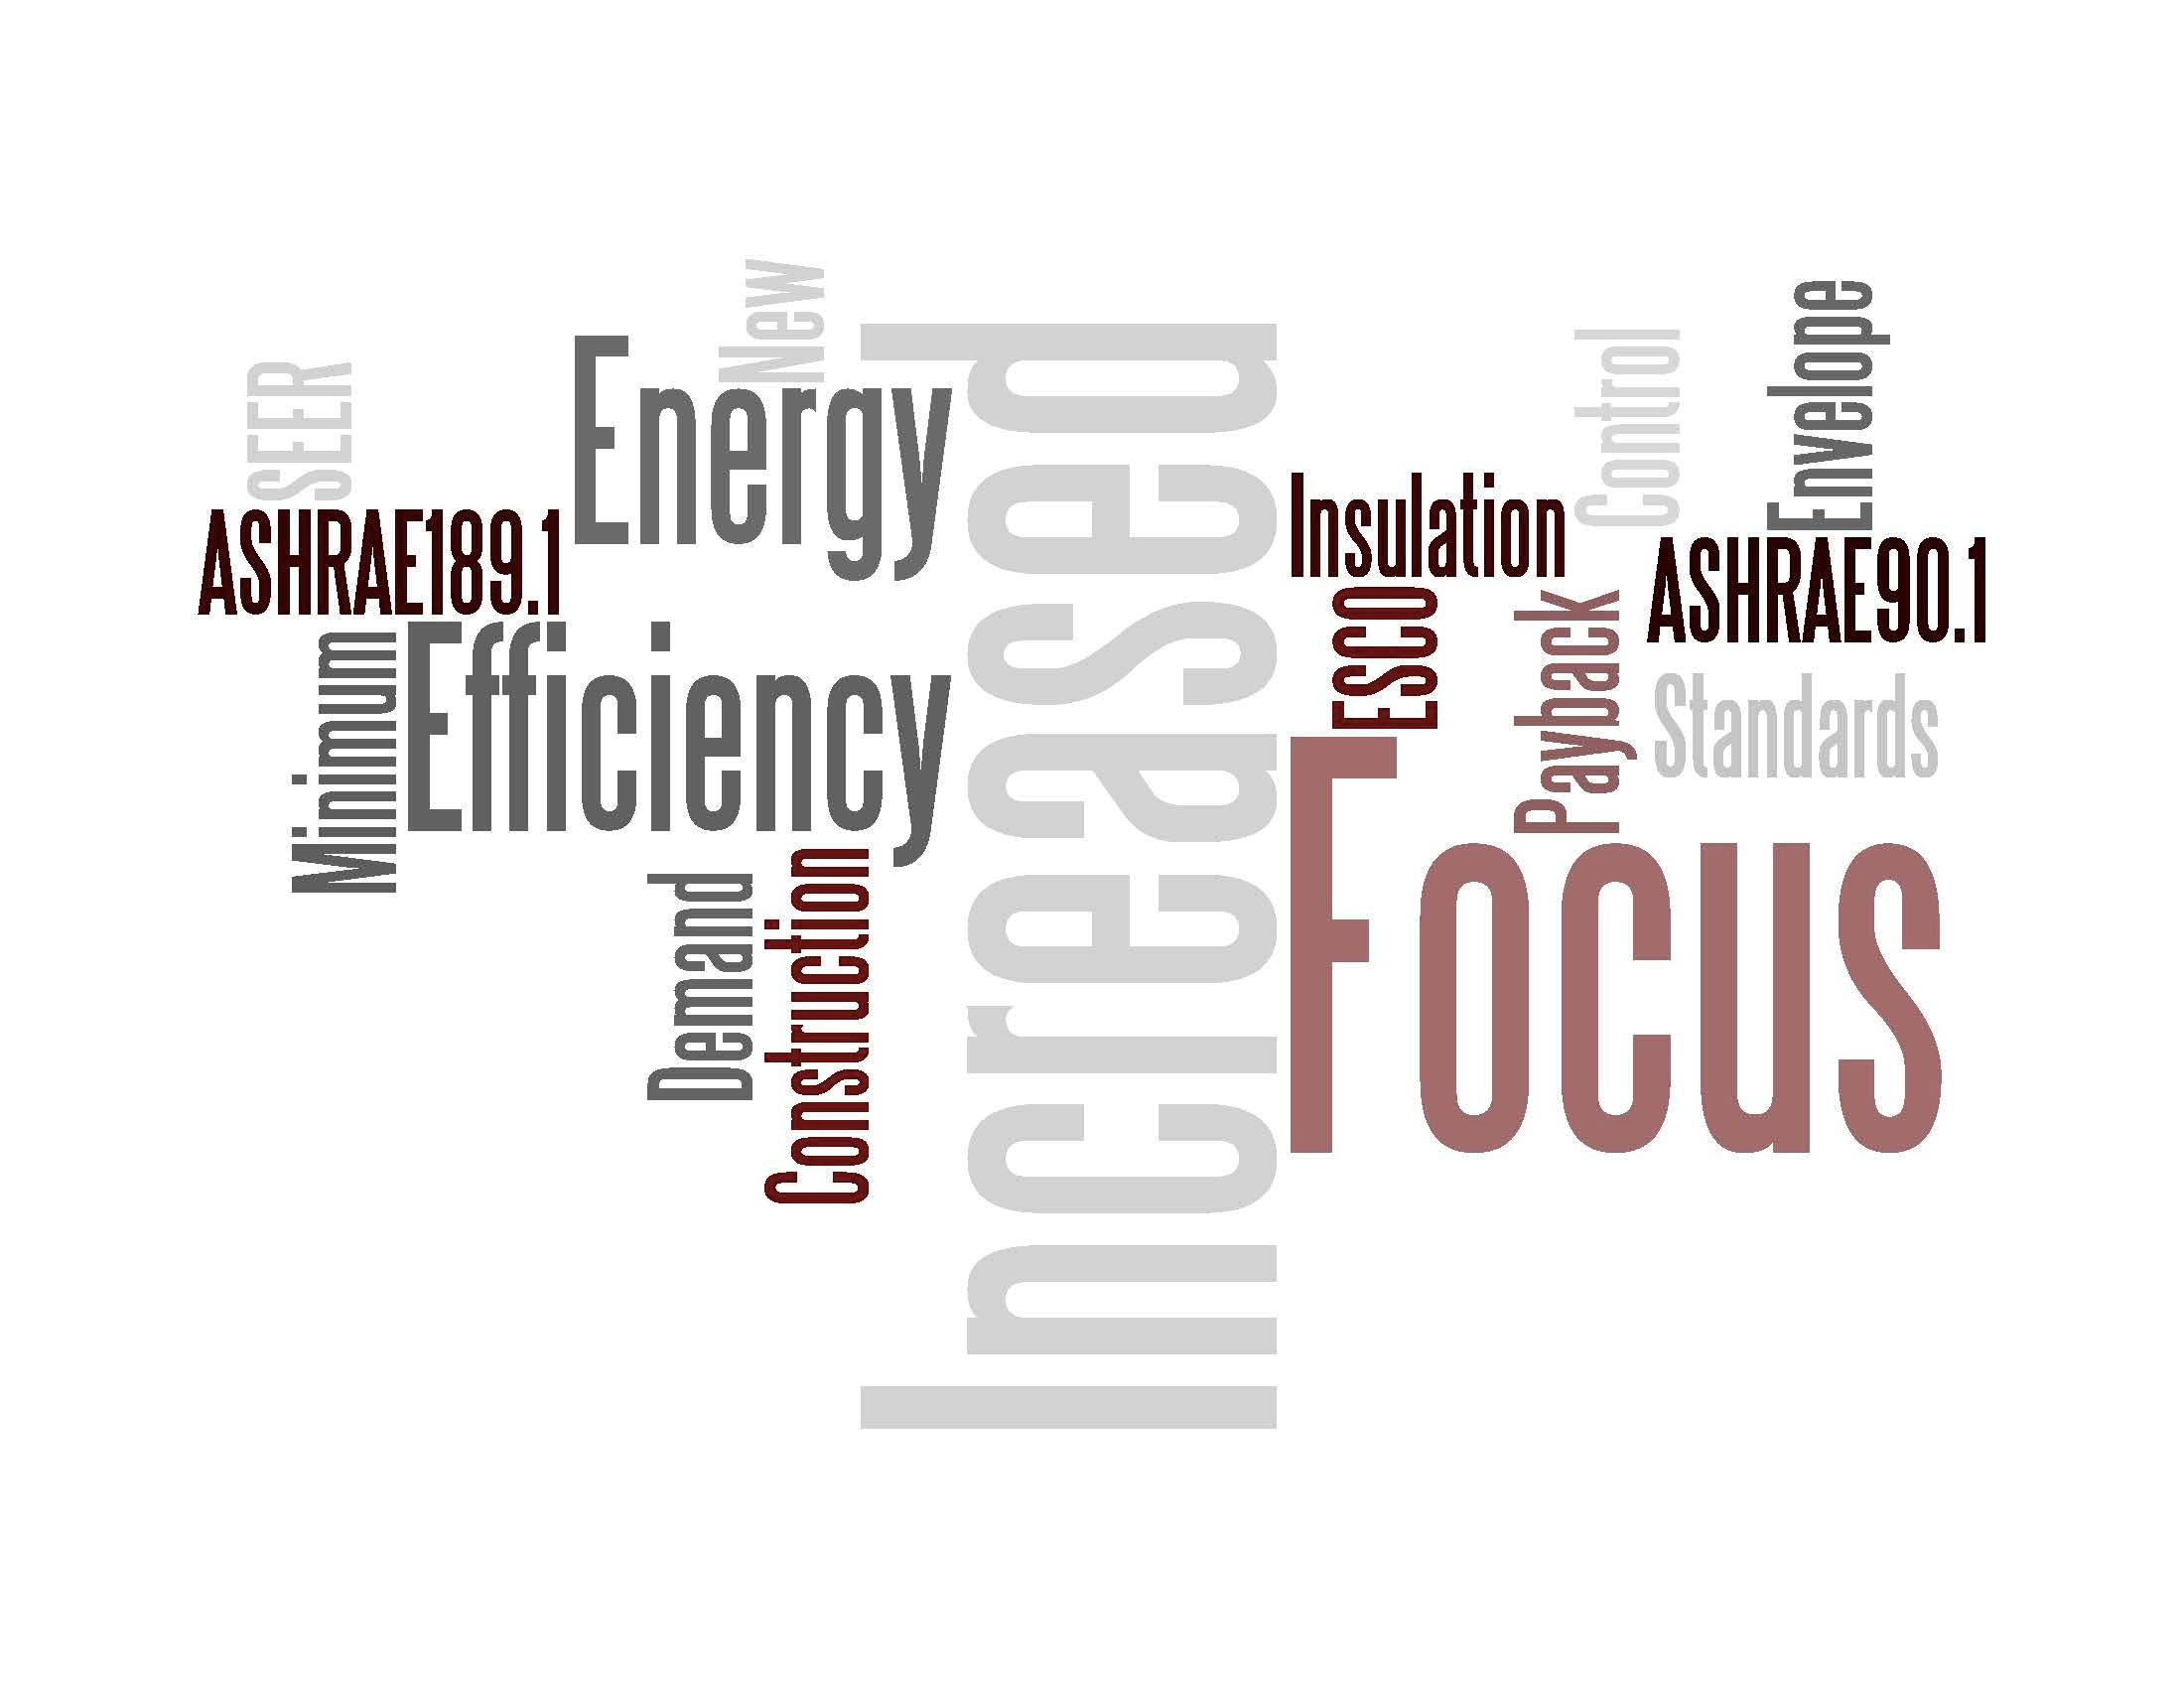 New
Energy
SEER
ASHRAE189.1
Minimum
Efficiency
Demand
Construction
Increased
Insulation
Control
Envelope
ESCO
Payback
ASHRAE90.1
Standards
Focus